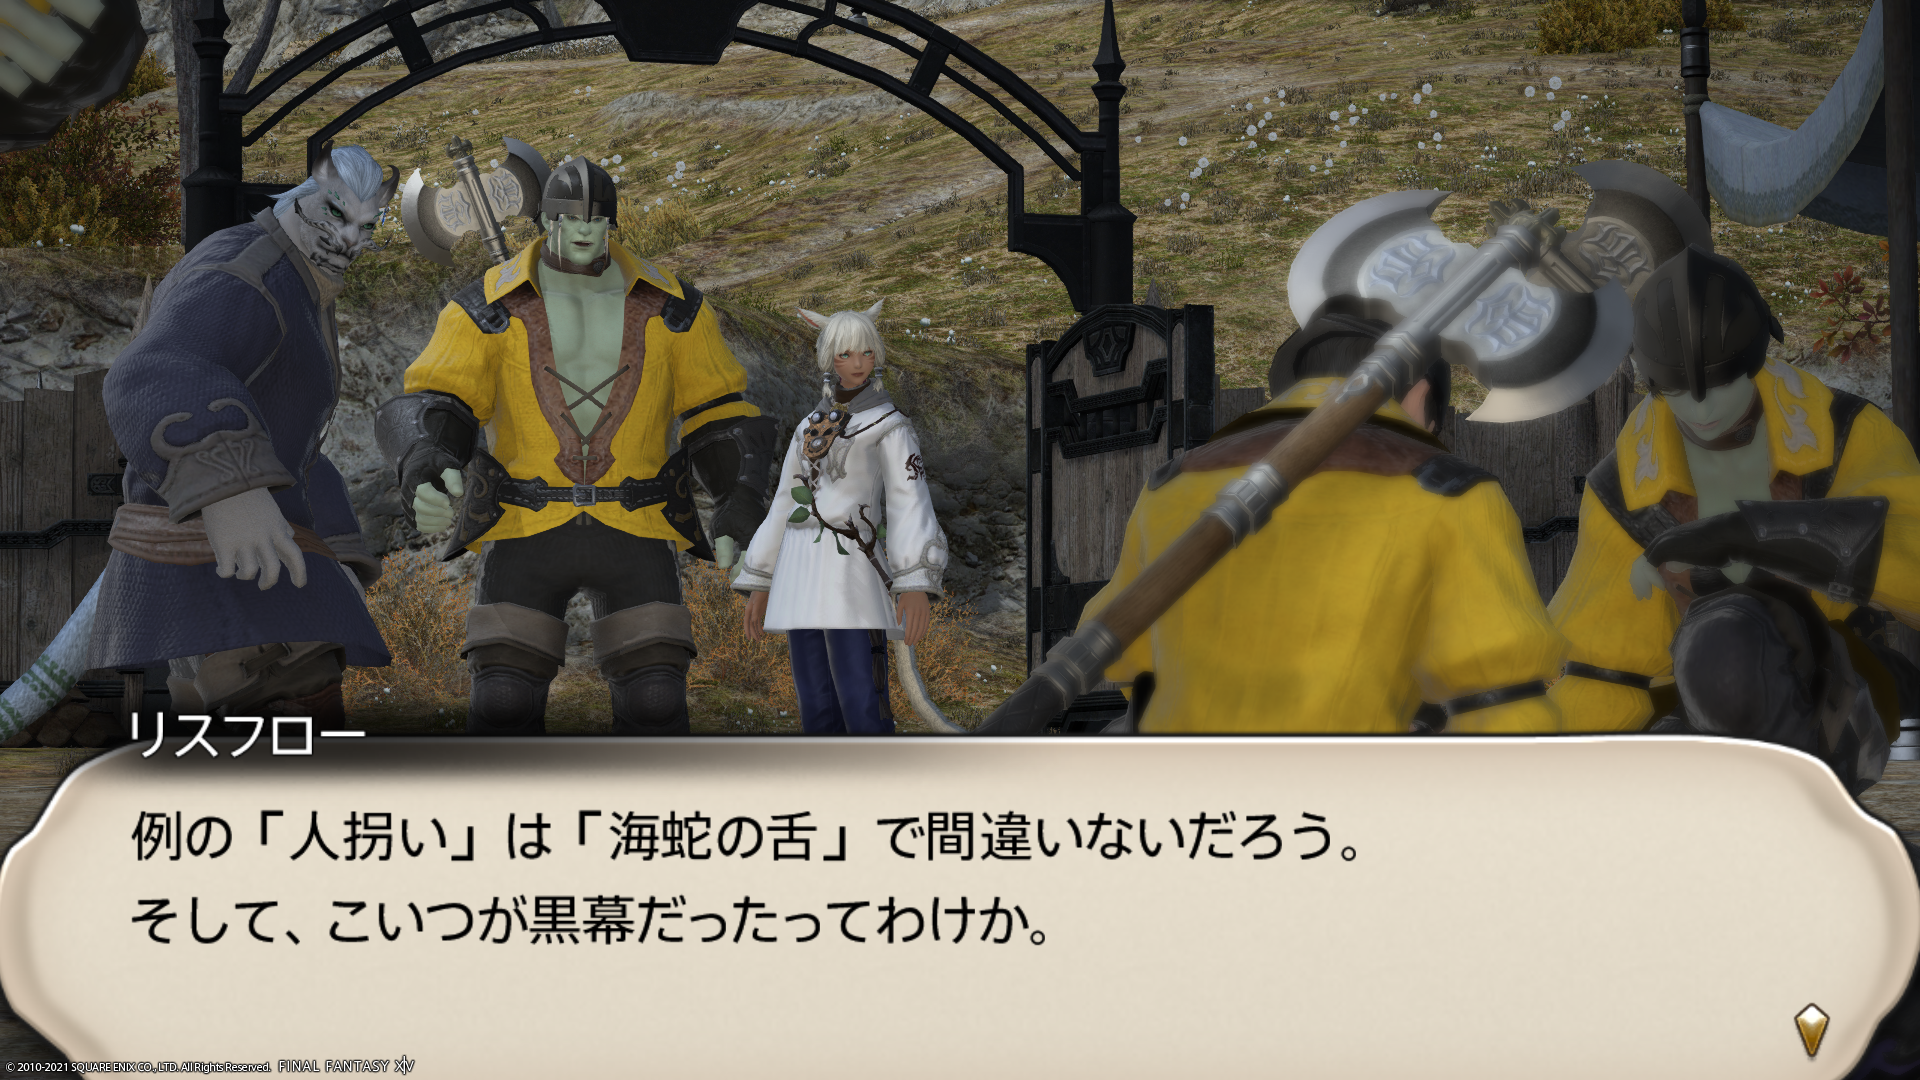 リスフロー
例の「人拐い」は「海蛇の舌」で間違いないだろう。
そして、こいつが黒幕だったってわけか。
© 2010-2021 SQUARE ENIX CO., LTD. All Rights Reserved. FINAL FANTASY XIV